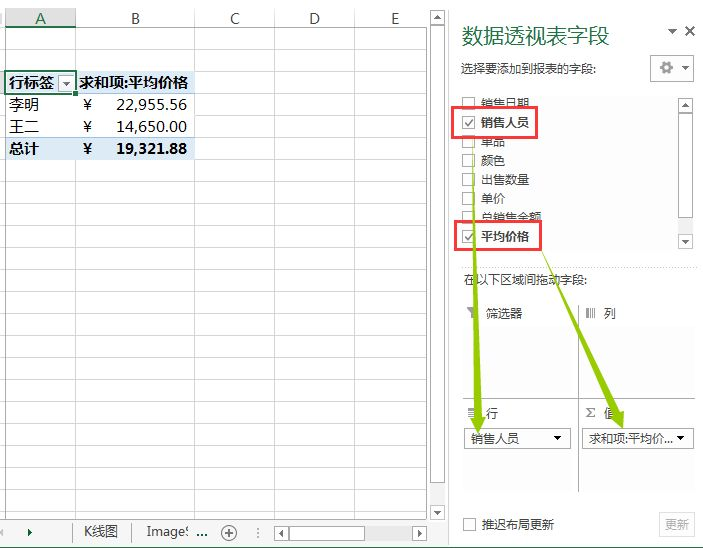 A B C D E
行标签 求和项:平均价格
李明 ¥ 22,955.56
王二 ¥ 14,650.00
总计 ¥ 19,321.88
K线图 ImageS ...
数据透视表字段
选择要添加到报表的字段:
销售日期
销售人员
单品
颜色
出售数量
单价
总销售金额
平均价格
在以下区域间拖动字段:
筛选器 列
行 值
销售人员 求和项:平均价...
推迟布局更新 更新